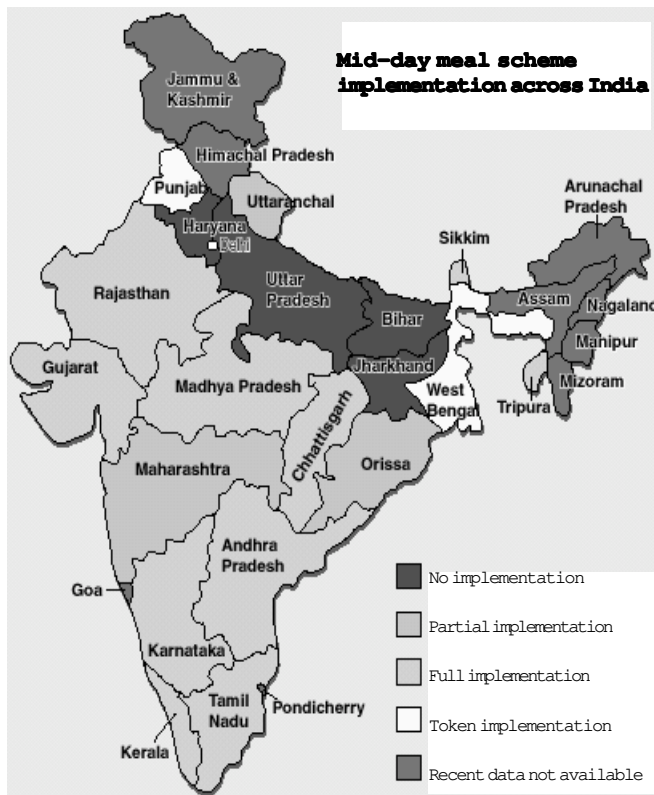 Mid-day meal scheme
implementation across India
Jammu &
Kashmir
Himachal Pradesh
Punjab
Uttaranchal
Arunachal
Pradesh
Haryana
Delhi
Sikkim
Uttar
Pradesh
Rajasthan
Assam
Nagaland
Bihar
Manipur
Gujarat
Jharkhand
Madhya Pradesh
Mizoram
West
Bengal
Tripura
Chhattisgarh
Maharashtra
Orissa
Andhra
Pradesh
Goa
No implementation
Partial implementation
Karnataka
Full implementation
Tamil
Nadu
Pondicherry
Token implementation
Kerala
Recent data not available